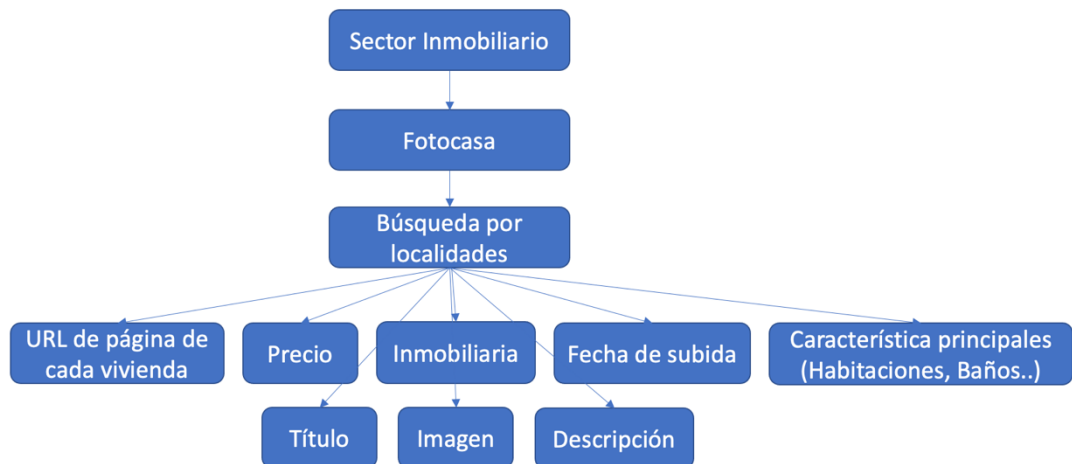 Sector Inmobiliario
Fotocasa
Búsqueda por
localidades
URL de página de
cada vivienda
Precio
Inmobiliaria
Fecha de subida
Característica principales
(Habitaciones, Baños..)
Título
Imagen
Descripción